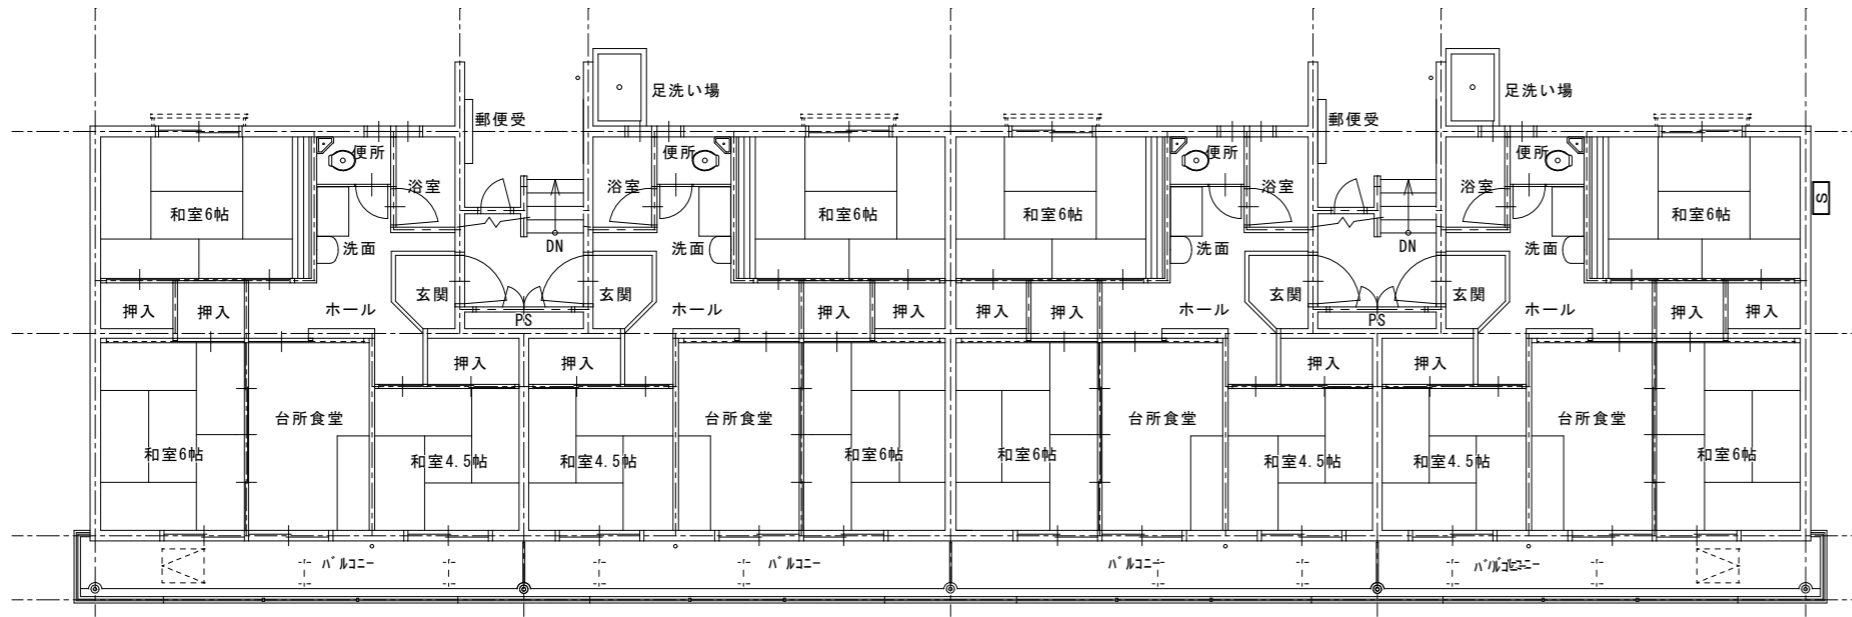 足洗い場
足洗い場
郵便受
郵便受
便所
便所
便所
便所
浴室
浴室
浴室
浴室
和室6帖
和室6帖
和室6帖
和室6帖
S
洗面
DN
洗面
洗面
DN
洗面
玄関
玄関
玄関
玄関
押入
押入
ホール
PS
ホール
押入
押入
押入
押入
ホール
PS
ホール
押入
押入
押入
押入
押入
押入
台所食堂
台所食堂
台所食堂
台所食堂
和室6帖
和室4.5帖
和室4.5帖
和室6帖
和室6帖
和室4.5帖
和室4.5帖
和室6帖
バルコニー
バルコニー
バルコニー